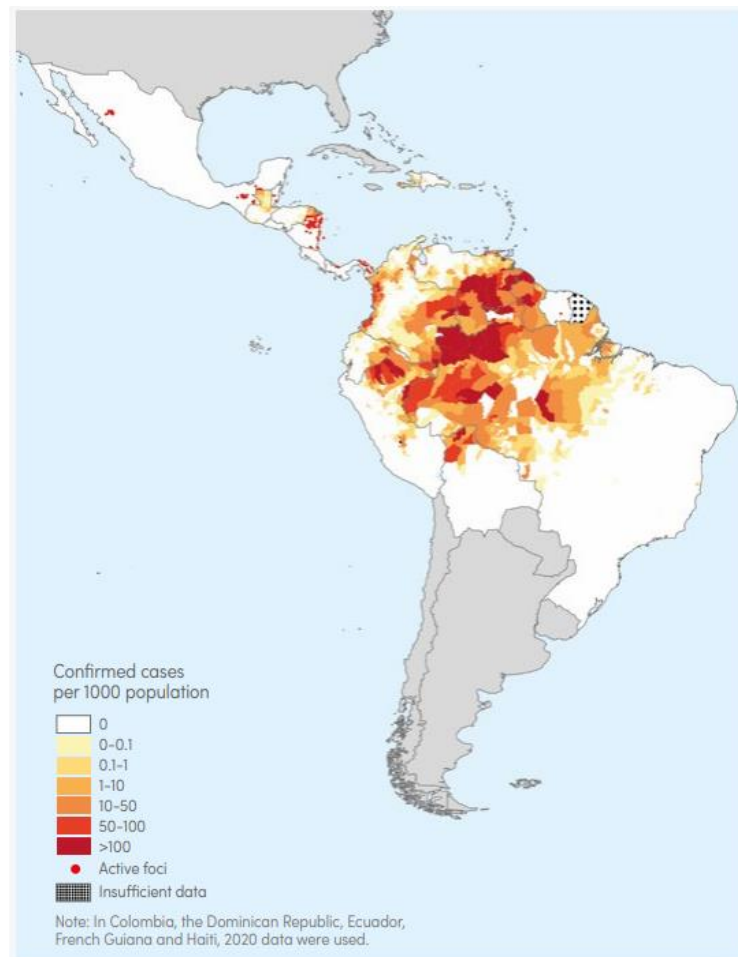 Confirmed cases
per 1000 population
0
0–0.1
0.1–1
1–10
10–50
50–100
>100
Active foci
Insufficient data
Note: In Colombia, the Dominican Republic, Ecuador,
French Guiana and Haiti, 2020 data were used.